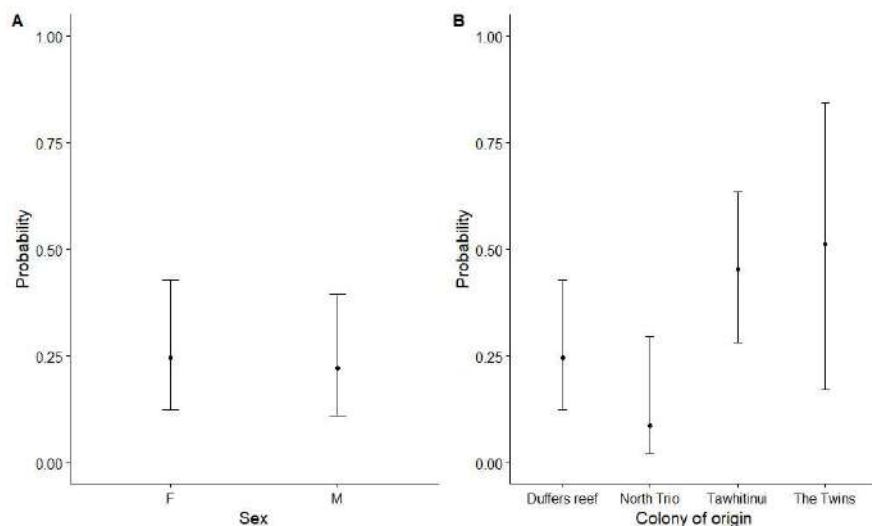 A
1.00
0.75
0.50
0.25
0.00
Probability
F
M
Sex
B
1.00
0.75
0.50
0.25
0.00
Probability
Duffers reef
North Trio
Tawhitinui
The Twins
Colony of origin